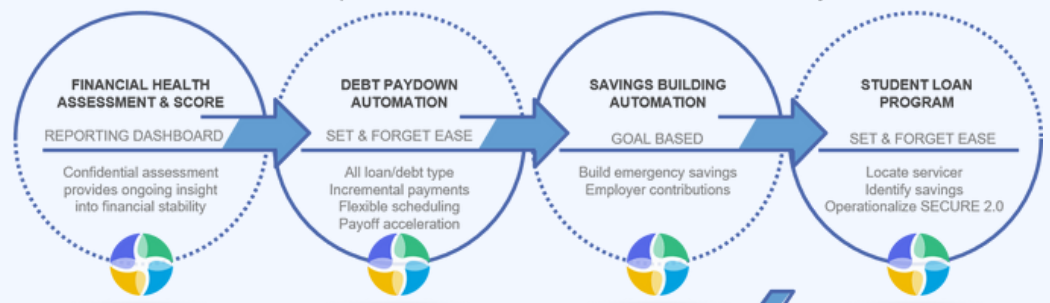 FINANCIAL HEALTH
ASSESSMENT & SCORE
REPORTING DASHBOARD
Confidential assessment
provides ongoing insight
into financial stability
DEBT PAYDOWN
AUTOMATION
SET & FORGET EASE
All loan/debt type
Incremental payments
Flexible scheduling
Payoff acceleration
SAVINGS BUILDING
AUTOMATION
GOAL BASED
Build emergency savings
Employer contributions
STUDENT LOAN
PROGRAM
SET & FORGET EASE
Locate servicer
Identify savings
Operationalize SECURE 2.0